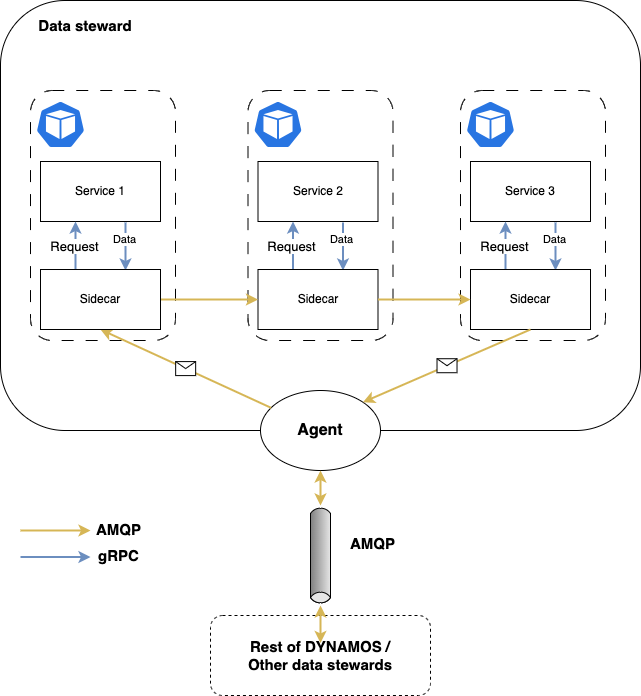 Data steward
Service 1
Service 2
Service 3
Request
Data
Request
Data
Request
Data
Sidecar
Sidecar
Sidecar
Agent
AMQP
gRPC
AMQP
Rest of DYNAMOS /
Other data stewards